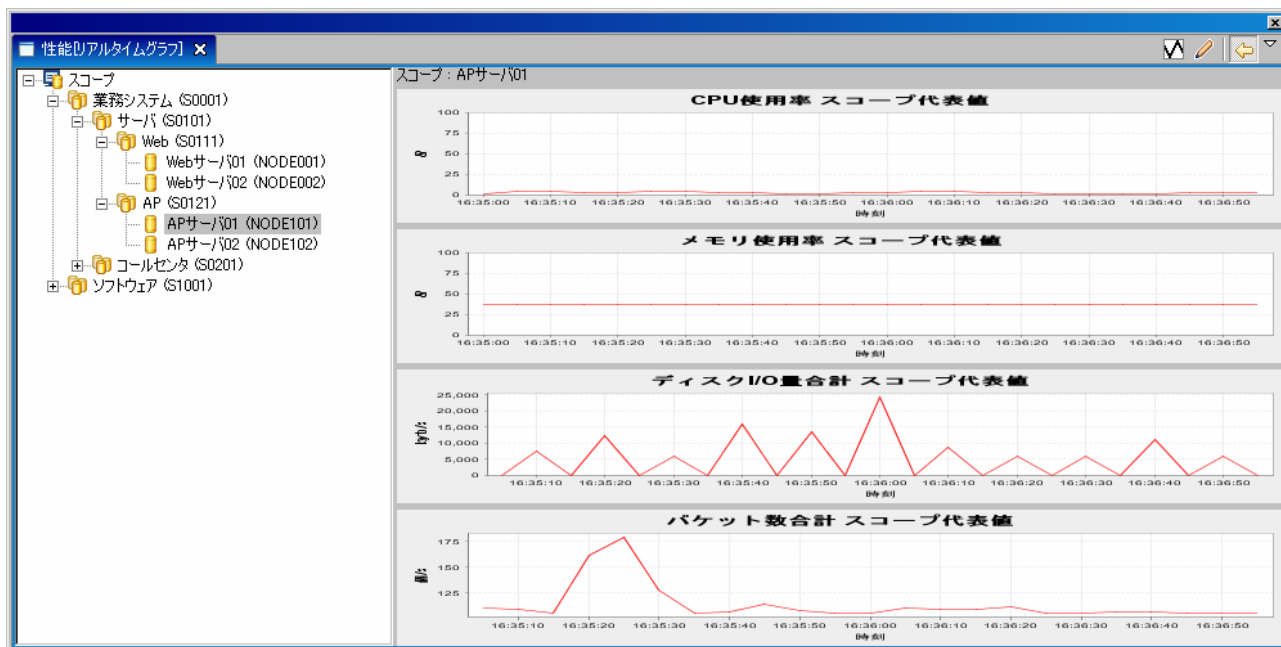 性能[リアルタイムグラフ]
スコープ
業務システム (S0001)
サーバ (S0101)
Web (S0111)
Webサーバ01 (NODE001)
Webサーバ02 (NODE002)
AP (S0121)
APサーバ01 (NODE101)
APサーバ02 (NODE102)
コールセンタ (S0201)
ソフトウェア (S1001)
スコープ : APサーバ01
CPU使用率 スコープ代表値
100
75
50
25
0
16:35:00 16:35:10 16:35:20 16:35:30 16:35:40 16:35:50 16:36:00 16:36:10 16:36:20 16:36:30 16:36:40 16:36:50
時刻
メモリ使用率 スコープ代表値
100
75
50
25
0
16:35:00 16:35:10 16:35:20 16:35:30 16:35:40 16:35:50 16:36:00 16:36:10 16:36:20 16:36:30 16:36:40 16:36:50
時刻
ディスクI/O量合計 スコープ代表値
25,000
20,000
15,000
10,000
5,000
0
16:35:10 16:35:20 16:35:30 16:35:40 16:35:50 16:36:00 16:36:10 16:36:20 16:36:30 16:36:40 16:36:50
時刻
パケット数合計 スコープ代表値
175
150
125
16:35:10 16:35:20 16:35:30 16:35:40 16:35:50 16:36:00 16:36:10 16:36:20 16:36:30 16:36:40 16:36:50
時刻